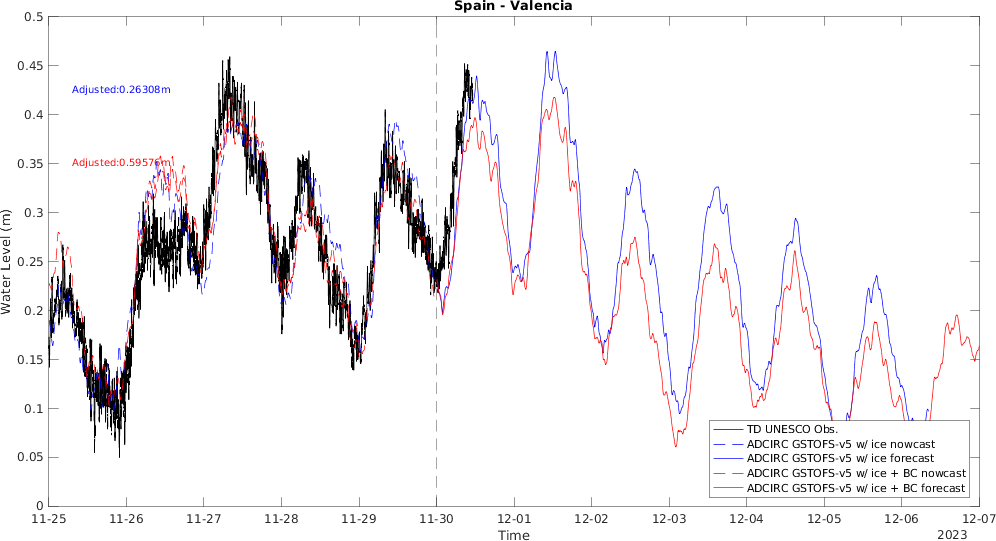 Spain - Valencia
0.5
0.45
0.4
0.35
0.3
0.25
0.2
0.15
0.1
0.05
0
Water Level (m)
Adjusted:0.26308m
Adjusted:0.59576m
TD UNESCO Obs.
ADCIRC GSTOFS-v5 w/ ice nowcast
ADCIRC GSTOFS-v5 w/ ice forecast
ADCIRC GSTOFS-v5 w/ ice + BC nowcast
ADCIRC GSTOFS-v5 w/ ice + BC forecast
11-25 11-26 11-27 11-28 11-29 11-30 12-01 12-02 12-03 12-04 12-05 12-06 12-07
Time
2023